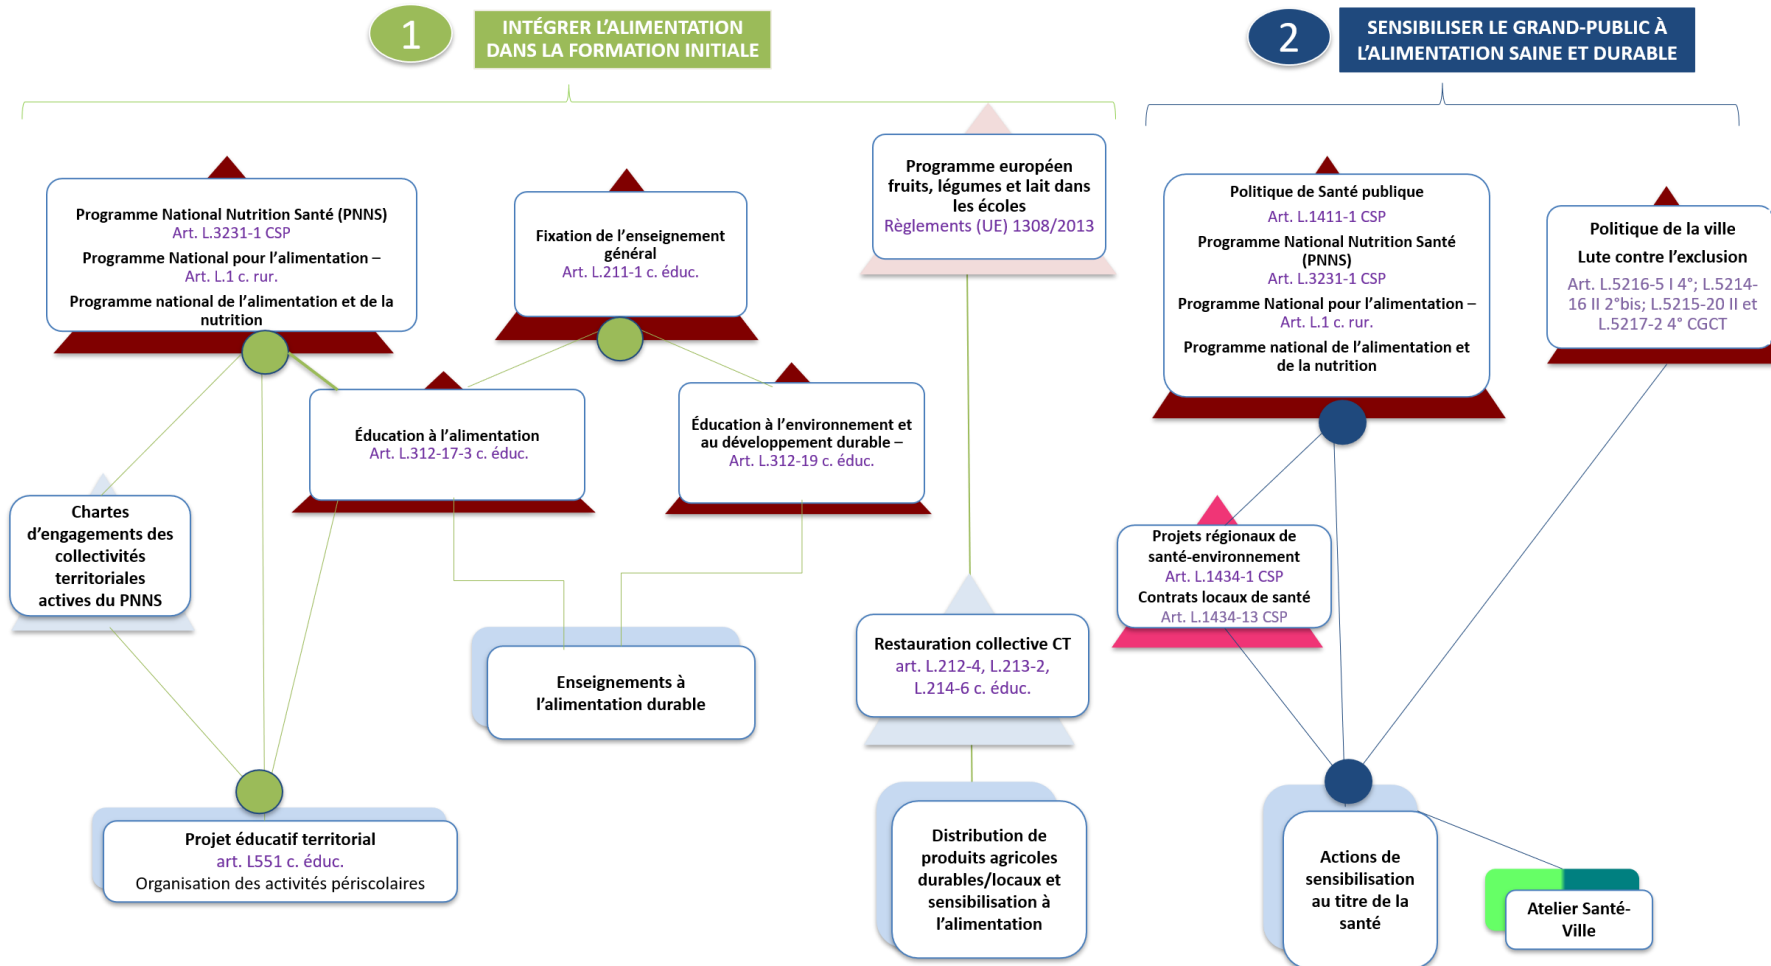 1
INTÉGRER L'ALIMENTATION
DANS LA FORMATION INITIALE
Programme National Nutrition Santé (PNNS)
Art. L.3231-1 CSP
Programme National pour l'alimentation –
Art. L.1 c. rur.
Programme national de l'alimentation et de la
nutrition
Fixation de l'enseignement
général
Art. L.211-1 c. éduc.
Programme européen
fruits, légumes et lait dans
les écoles
Règlements (UE) 1308/2013
Éducation à l'alimentation
Art. L.312-17-3 c. éduc.
Éducation à l'environnement et
au développement durable –
Art. L.312-19 c. éduc.
Chartes
d'engagements des
collectivités
territoriales
actives du PNNS
Enseignements à
l'alimentation durable
Restauration collective CT
art. L.212-4, L.213-2,
L.214-6 c. éduc.
Projet éducatif territorial
art. L551 c. éduc.
Organisation des activités périscolaires
Distribution de
produits agricoles
durables/locaux et
sensibilisation à
l'alimentation
2
SENSIBILISER LE GRAND-PUBLIC À
L'ALIMENTATION SAINE ET DURABLE
Politique de Santé publique
Art. L.1411-1 CSP
Programme National Nutrition Santé
(PNNS)
Art. L.3231-1 CSP
Programme National pour l'alimentation –
Art. L.1 c. rur.
Programme national de l'alimentation et
de la nutrition
Politique de la ville
Lute contre l'exclusion
Art. L.5216-5 I 4°; L.5214-
16 II 2°bis; L.5215-20 II et
L.5217-2 4° CGCT
Projets régionaux de
santé-environnement
Art. L.1434-1 CSP
Contrats locaux de santé
Art. L.1434-13 CSP
Actions de
sensibilisation
au titre de la
santé
Atelier Santé-
Ville